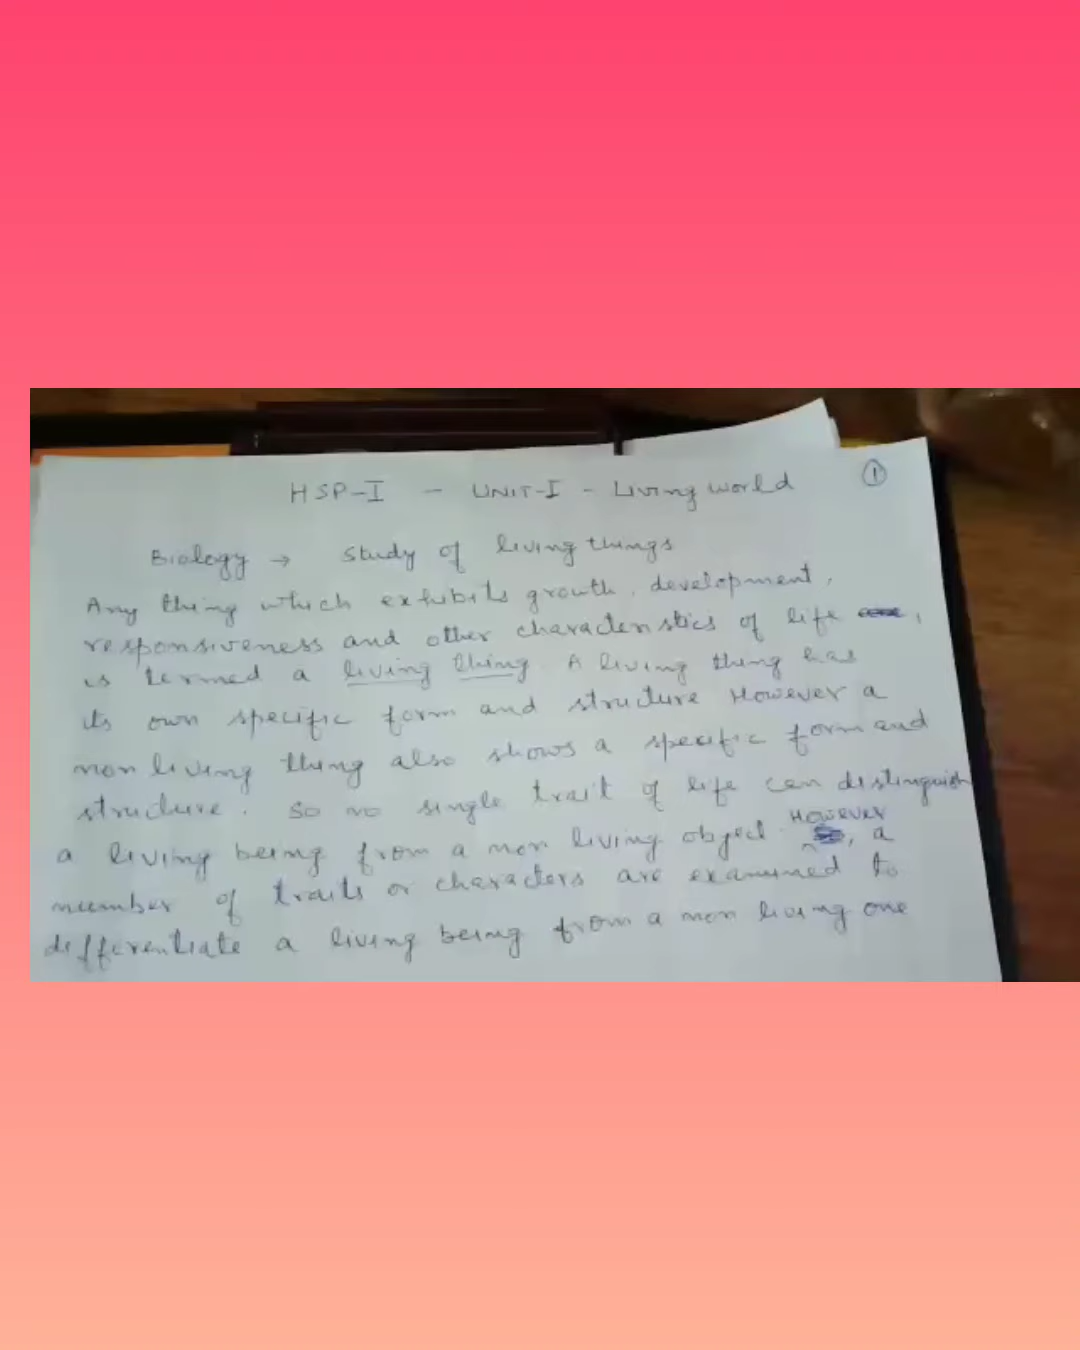 HSP-I - UNIT-I - Living world ①
Biology → Study of living things
Any thing which exhibits growth, development,
responsiveness and other characteristics of life ,
is termed a living thing. A living thing has
its own specific form and structure However a
non living thing also shows a specific form and
structure. So no single trait of life can distinguish
a living being from a non living object. However, a
number of traits or characters are examined to
differentiate a living being from a non living one